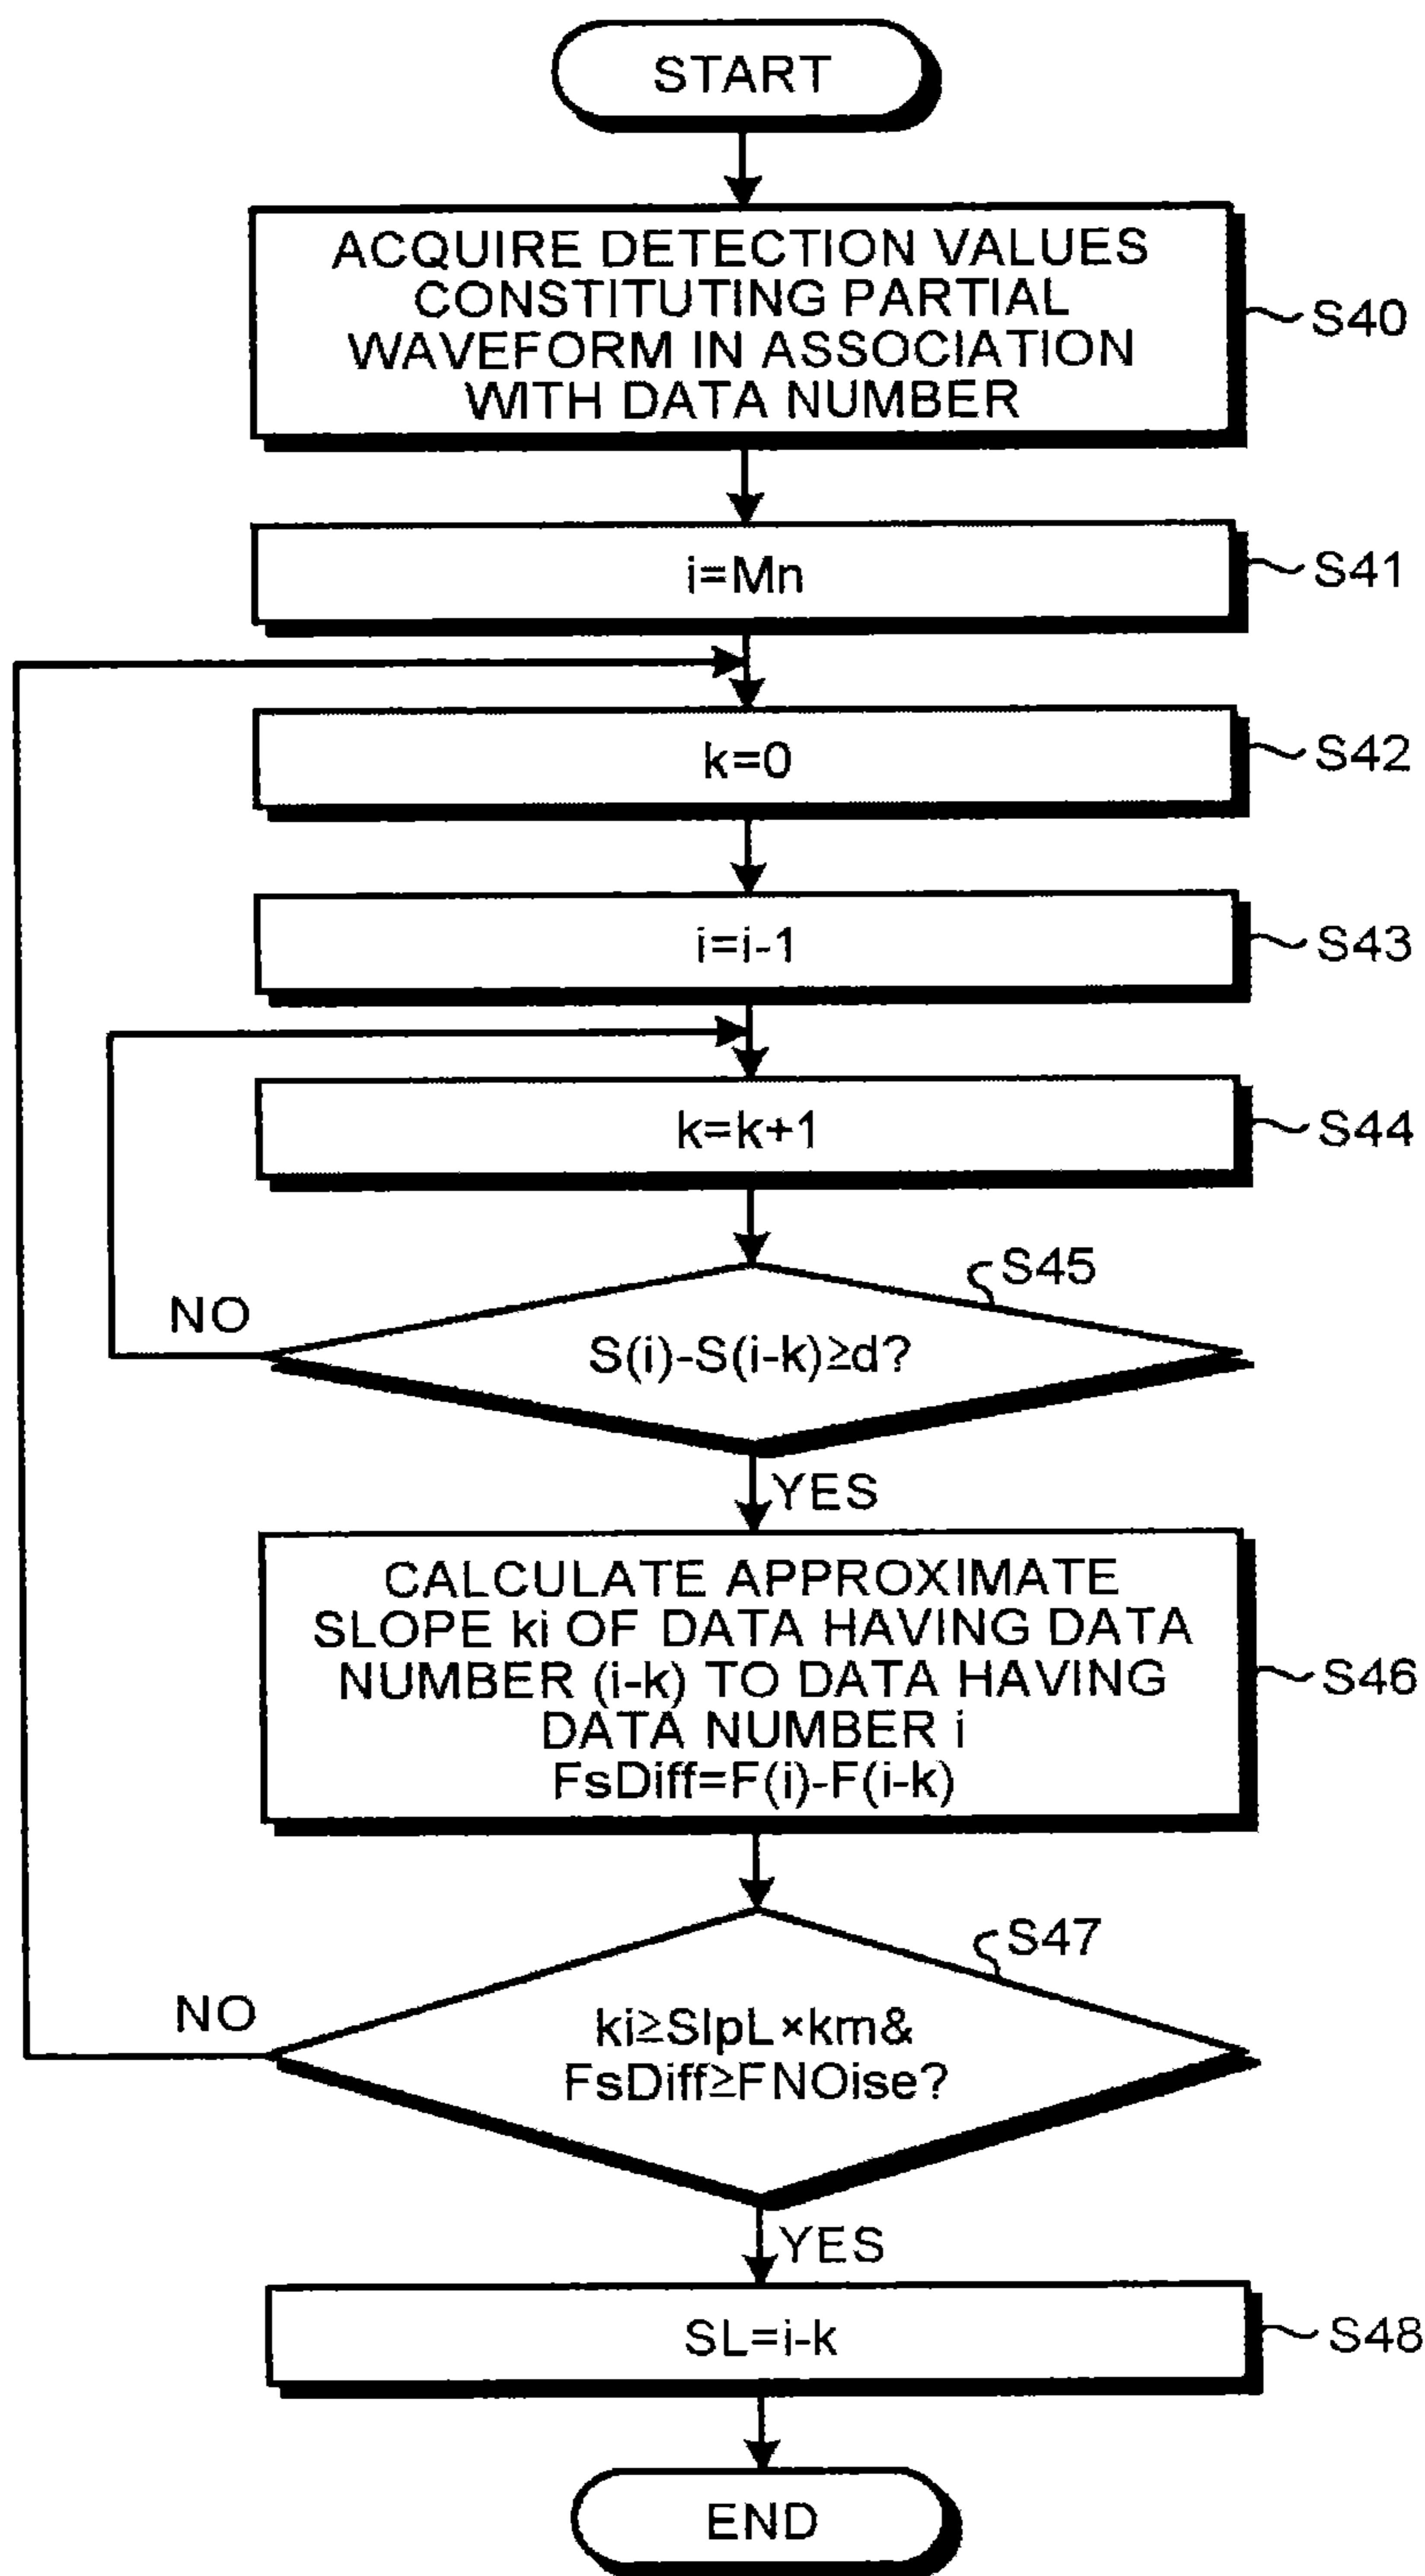 START
ACQUIRE DETECTION VALUES
CONSTITUTING PARTIAL
WAVEFORM IN ASSOCIATION
WITH DATA NUMBER
S40
i=Mn
S41
k=0
S42
i=i-1
S43
k=k+1
S44
S45
NO
S(i)-S(i-k)≥d?
YES
CALCULATE APPROXIMATE
SLOPE ki OF DATA HAVING DATA
NUMBER (i-k) TO DATA HAVING
DATA NUMBER i
FsDiff=F(i)-F(i-k)
S46
S47
NO
ki≥SlpL×km&
FsDiff≥FNOise?
YES
SL=i-k
S48
END